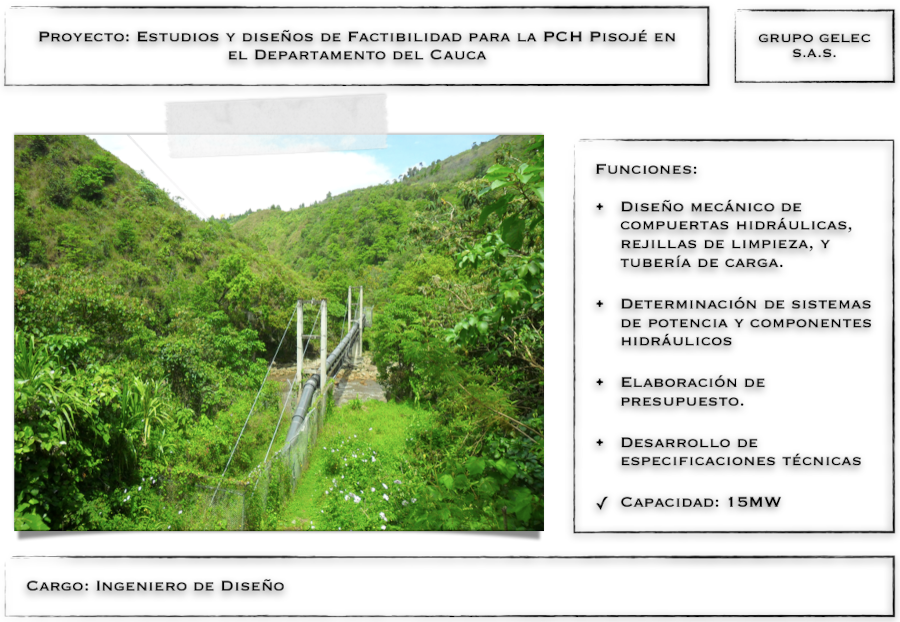 Proyecto: Estudios y diseños de Factibilidad para la PCH Pisojé en
el Departamento del Cauca
GRUPO GELEC
S.A.S.
Funciones:
Diseño mecánico de
compuertas hidráulicas,
rejillas de limpieza, y
tubería de carga.
Determinación de sistemas
de potencia y componentes
hidráulicos
Elaboración de
presupuesto.
Desarrollo de
especificaciones técnicas
✓ Capacidad: 15MW
Cargo: Ingeniero de Diseño